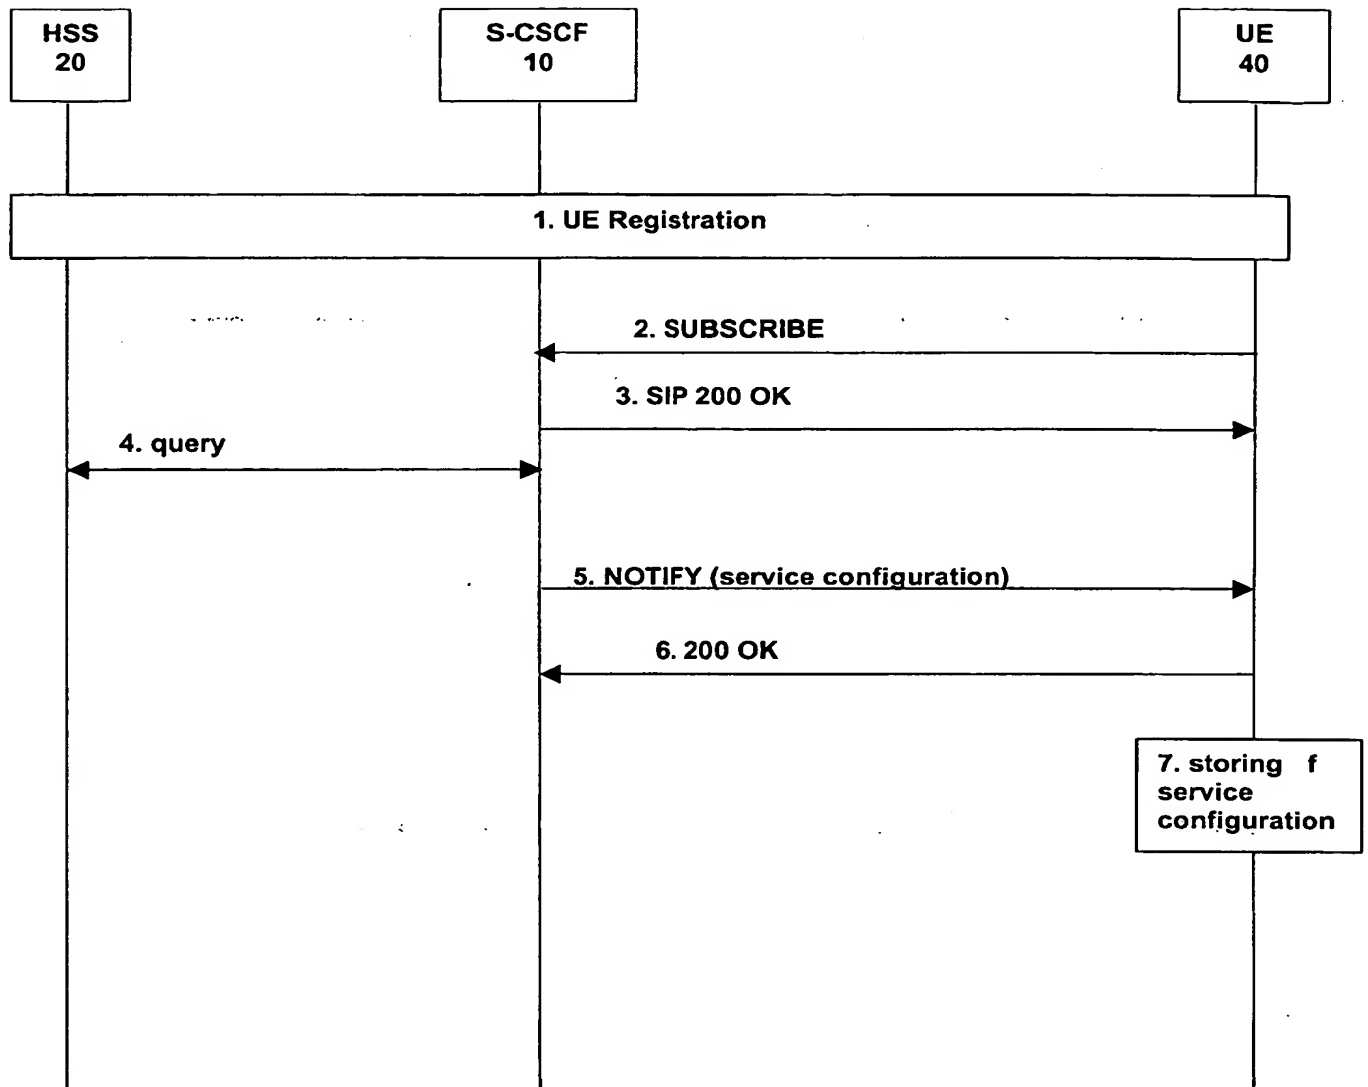 HSS
20
S-CSCF
10
UE
40
1. UE Registration
2. SUBSCRIBE
3. SIP 200 OK
4. query
5. NOTIFY (service configuration)
6. 200 OK
7. storing f
service
configuration